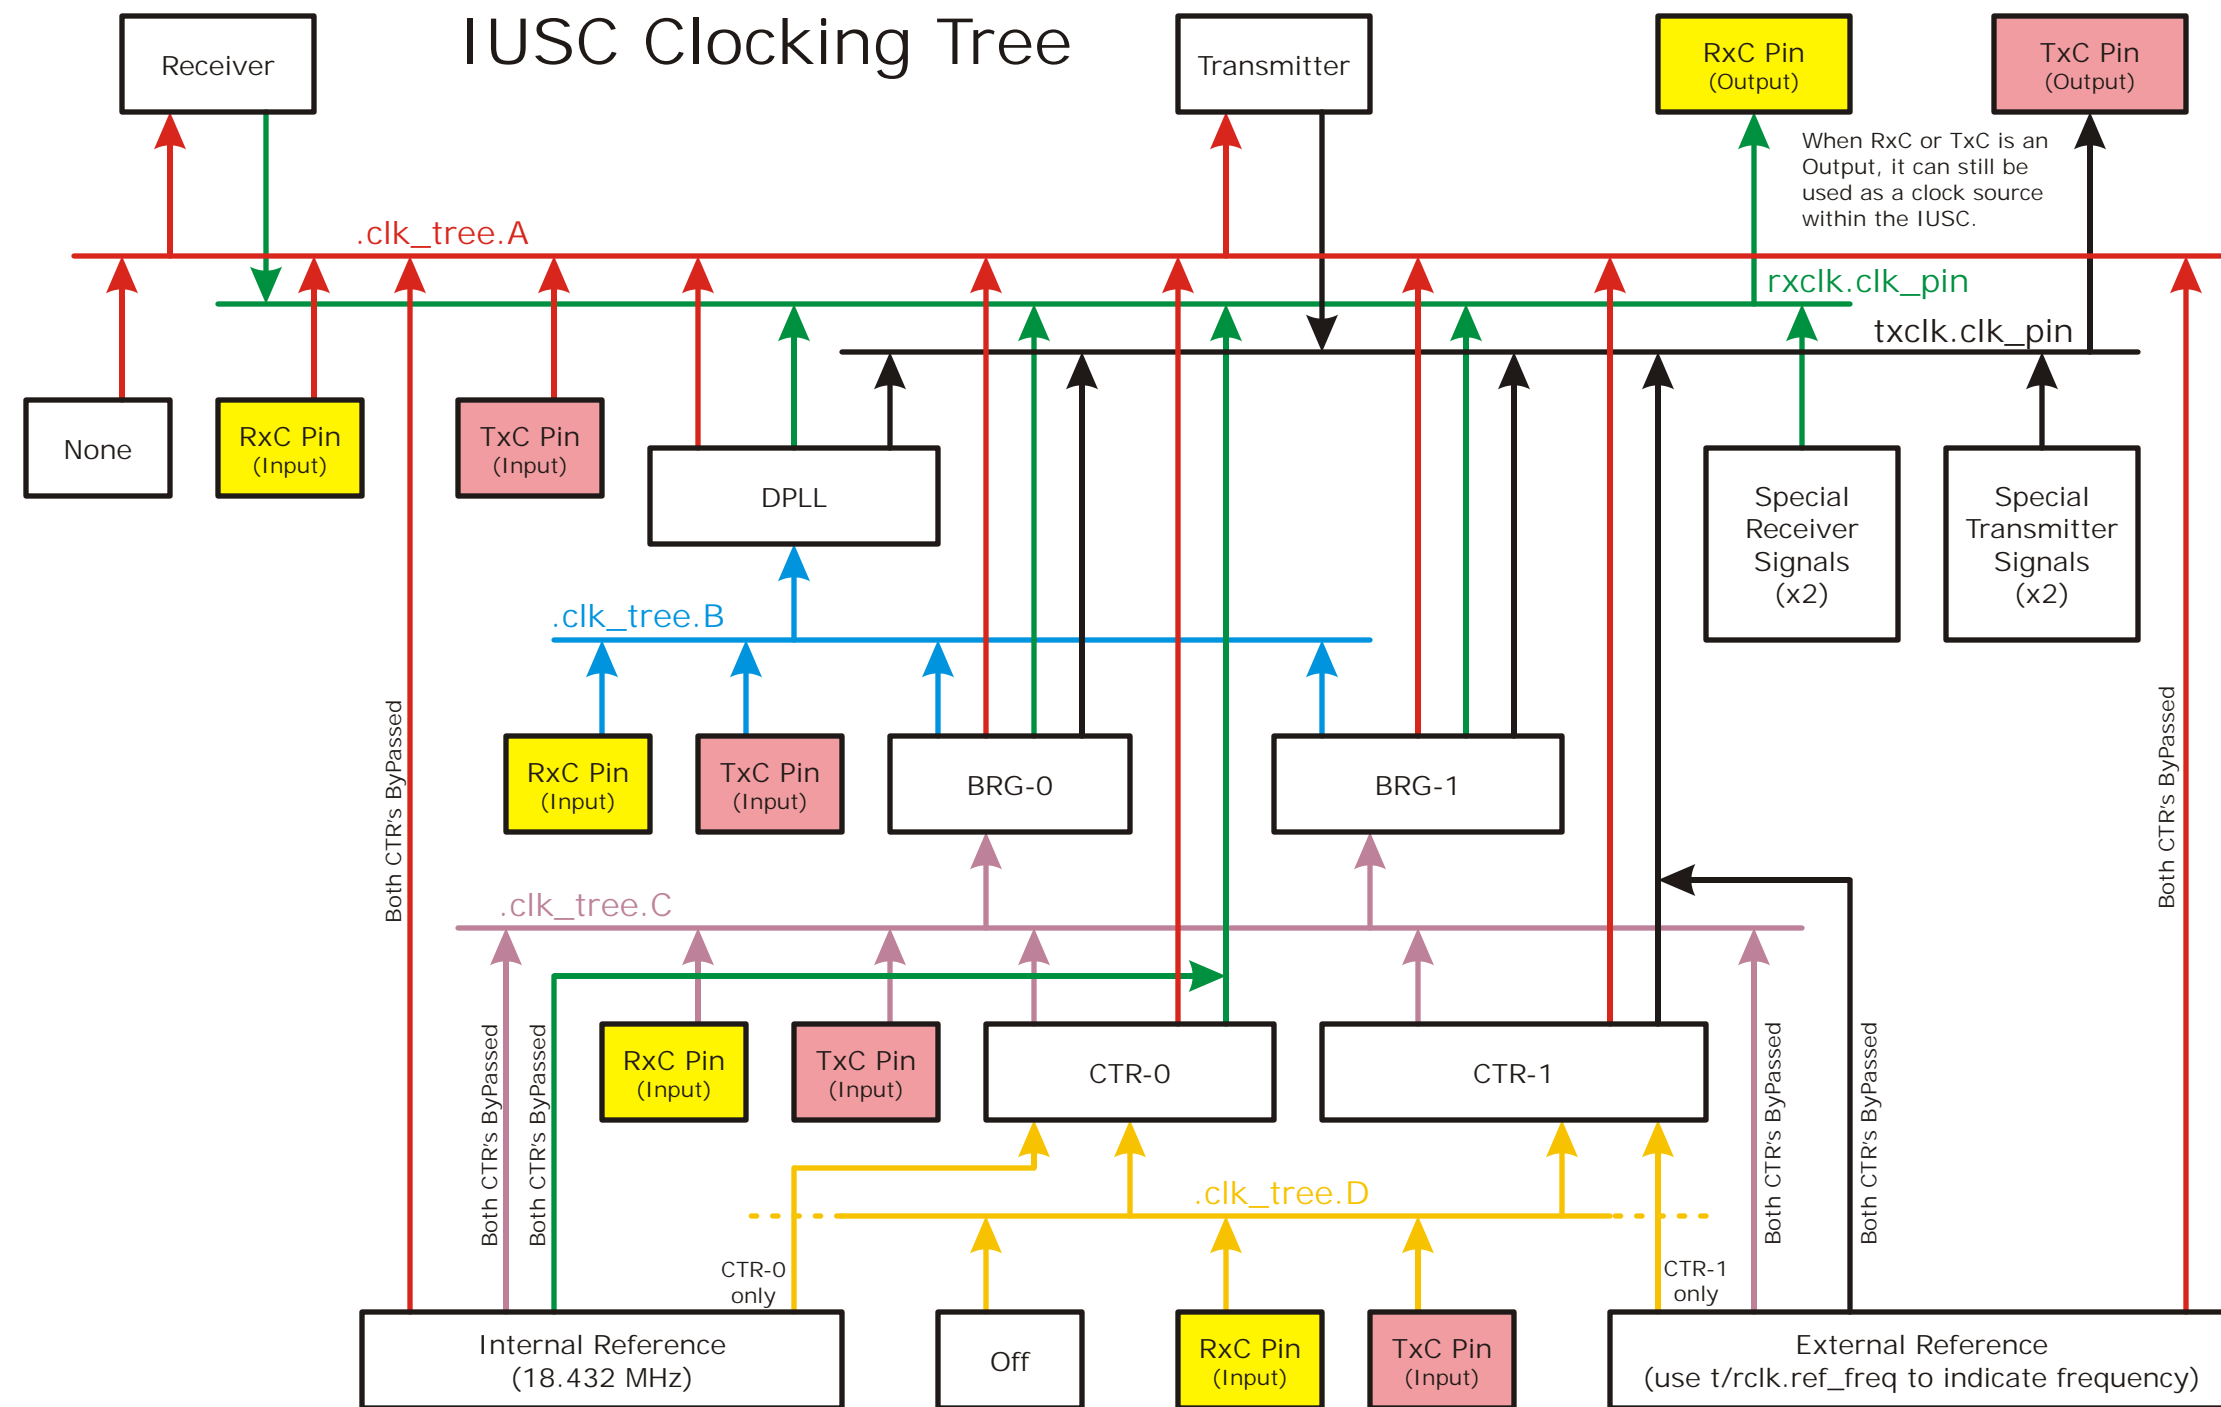 IUSC Clocking Tree
Receiver
Transmitter
RxC Pin
(Output)
TxC Pin
(Output)
When RxC or TxC is an
Output, it can still be
used as a clock source
within the IUSC.
.clk_tree.A
rxclk.clk_pin
txclk.clk_pin
None
RxC Pin
(Input)
TxC Pin
(Input)
DPLL
Special
Receiver
Signals
(x2)
Special
Transmitter
Signals
(x2)
.clk_tree.B
Both CTR's ByPassed
Both CTR's ByPassed
RxC Pin
(Input)
TxC Pin
(Input)
BRG-0
BRG-1
.clk_tree.C
Both CTR's ByPassed
Both CTR's ByPassed
RxC Pin
(Input)
TxC Pin
(Input)
CTR-0
CTR-1
Both CTR's ByPassed
Both CTR's ByPassed
.clk_tree.D
CTR-0
only
CTR-1
only
Internal Reference
(18.432 MHz)
Off
RxC Pin
(Input)
TxC Pin
(Input)
External Reference
(use t/rclk.ref_freq to indicate frequency)